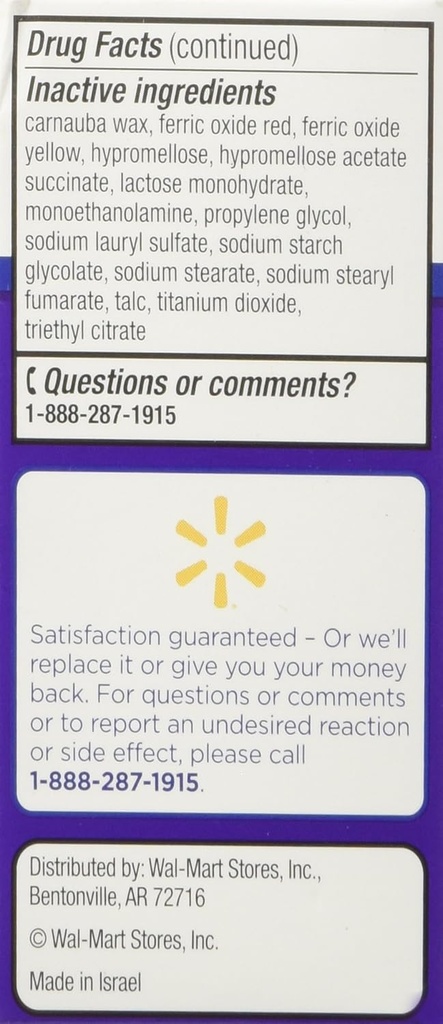 Drug Facts (continued)
Inactive ingredients
carnauba wax, ferric oxide red, ferric oxide
yellow, hypromellose, hypromellose acetate
succinate, lactose monohydrate,
monoethanolamine, propylene glycol,
sodium lauryl sulfate, sodium starch
glycolate, sodium stearate, sodium stearyl
fumarate, talc, titanium dioxide,
triethyl citrate
Questions or comments?
1-888-287-1915
Satisfaction guaranteed – Or we'll
replace it or give you your money
back. For questions or comments
or to report an undesired reaction
or side effect, please call
1-888-287-1915.
Distributed by: Wal-Mart Stores, Inc.,
Bentonville, AR 72716
© Wal-Mart Stores, Inc.
Made in Israel